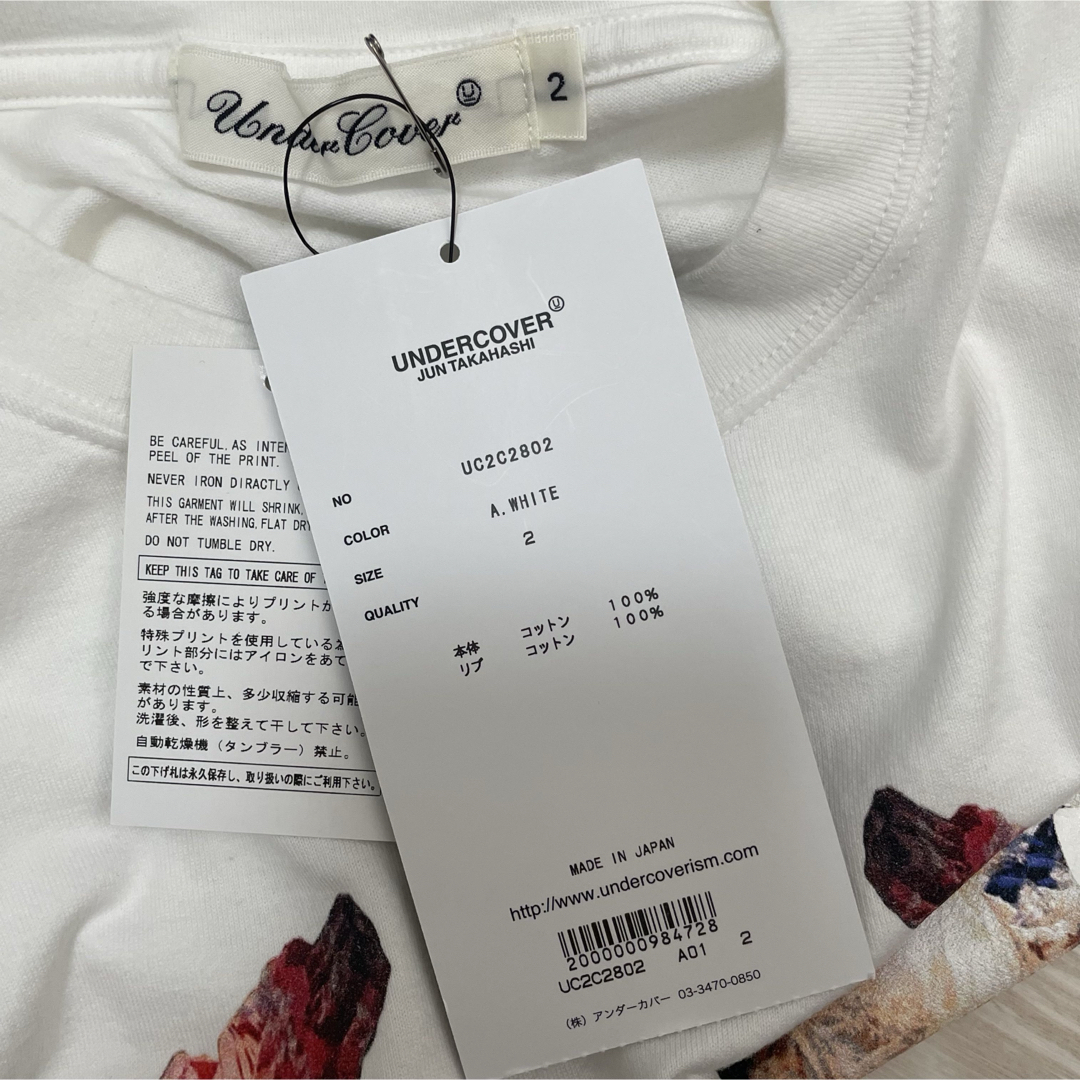 UnderCover
2
UNDERCOVER
JUN TAKAHASHI
NO UC2C2802
COLOR A.WHITE
SIZE 2
QUALITY
本体 コットン 100%
リブ コットン 100%
MADE IN JAPAN
http://www.undercoverism.com
2000000984728
UC2C2802 A01 2
(株) アンダーカバー 03-3470-0850
BE CAREFUL,AS
PEEL OF THE PRINT.
NEVER IRON DIRACTLY
THIS GARMENT WILL SHRINK,
AFTER THE WASHING,FLAT DRY
DO NOT TUMBLE DRY.
KEEP THIS TAG TO TAKE CARE OF
強度な摩擦によりプリントが
る場合があります。
特殊プリントを使用している為
リント部分にはアイロンをあて
で下さい。
素材の性質上、多少収縮する可能
があります。
洗濯後、形を整えて干して下さい。
自動乾燥機（タンブラー）禁止。
この下げ札は永久保存し、取り扱いの際にご利用下さい。